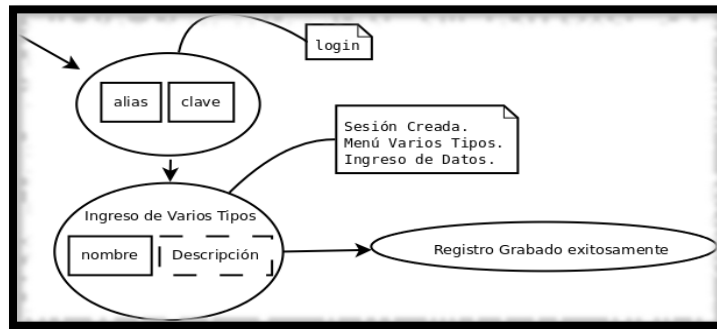 login
alias
clave
Sesión Creada.
Menú Varios Tipos.
Ingreso de Datos.
Ingreso de Varios Tipos
nombre
Descripción
Registro Grabado exitosamente